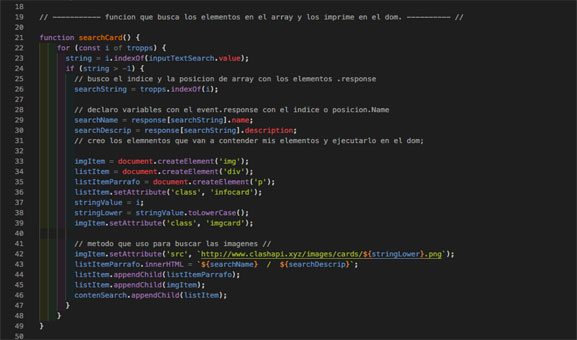 18
19 // ----------- funcion que busca los elementos en el array y los imprime en el dom. ---------- //
20
21 function searchCard() {
22 for (const i of tropps) {
23 string = i.indexOf(inputTextSearch.value);
24 if (string > -1) {
25 // busco el indice y la posicion de array con los elementos .response
26 searchString = tropps.indexOf(i);
27
28 // declaro variables con el event.response con el indice o posicion.Name
29 searchName = response[searchString].name;
30 searchDescrip = response[searchString].description;
31 // creo los elemnentos que van a contender mis elementos y ejecutarlo en el dom;
32
33 imgItem = document.createElement('img');
34 listItem = document.createElement('div');
35 listItemParrafo = document.createElement('p');
36 listItem.setAttribute('class', 'infocard');
37 stringValue = i;
38 stringLower = stringValue.toLowerCase();
39 imgItem.setAttribute('class', 'imgcard');
40
41 // metodo que uso para buscar las imagenes //
42 imgItem.setAttribute('src', `http://www.clashapi.xyz/images/cards/${stringLower}.png`);
43 listItemParrafo.innerHTML = `${searchName} / ${searchDescrip}`;
44 listItem.appendChild(listItemParrafo);
45 listItem.appendChild(imgItem);
46 contenSearch.appendChild(listItem);
47 }
48 }
49 }
50